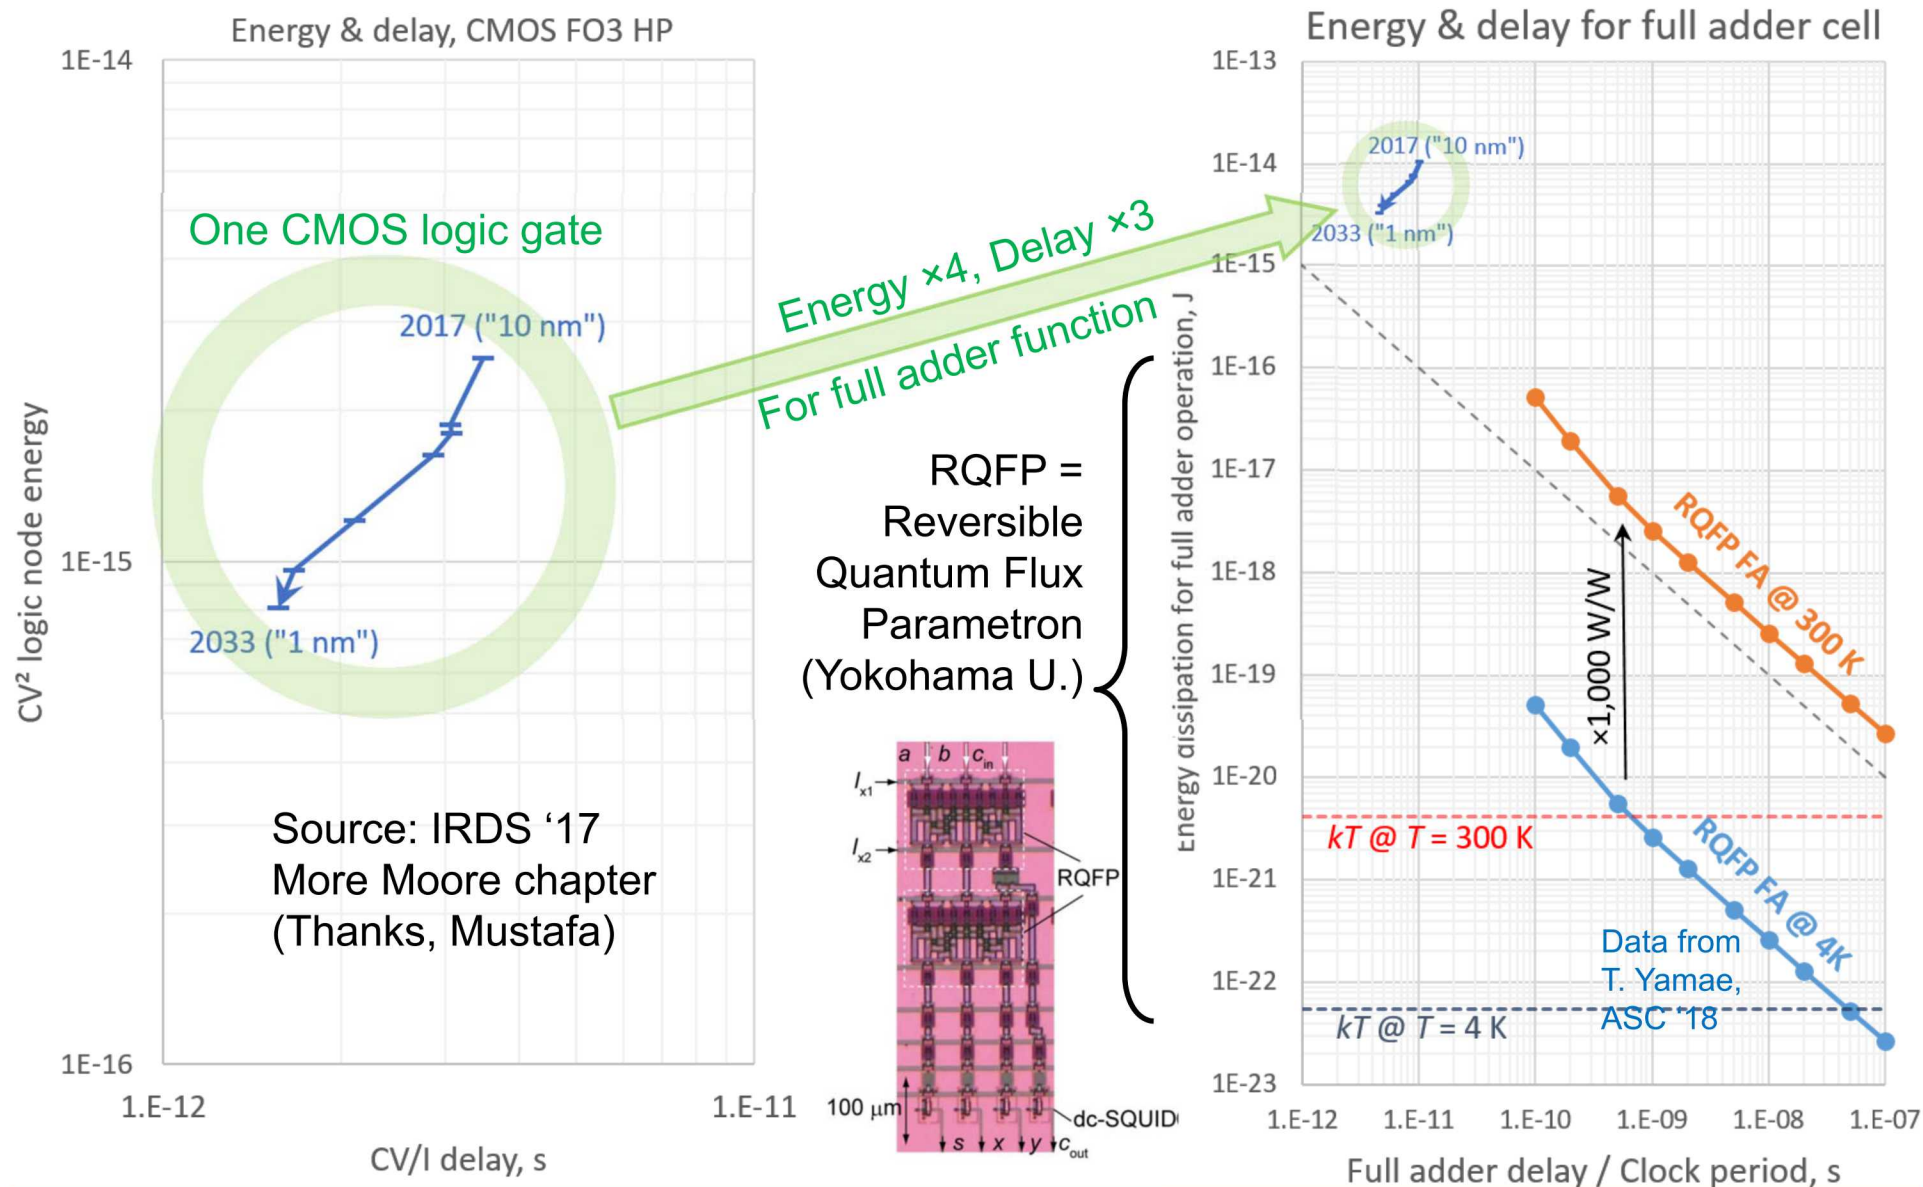 Energy & delay, CMOS FO3 HP
1E-14
1E-15
1E-16
CV² logic node energy
One CMOS logic gate
2017 ("10 nm")
2033 ("1 nm")
Source: IRDS ‘17
More Moore chapter
(Thanks, Mustafa)
1.E-12
1.E-11
CV/I delay, s
Energy ×4, Delay ×3
For full adder function
RQFP =
Reversible
Quantum Flux
Parametron
(Yokohama U.)
a b cin
Ix1
Ix2
RQFP
100 μm
dc-SQUID
s x y cout
Energy & delay for full adder cell
1E-13
1E-14
1E-15
1E-16
1E-17
1E-18
1E-19
1E-20
1E-21
1E-22
1E-23
Energy dissipation for full adder operation, J
2017 ("10 nm")
2033 ("1 nm")
RQFP FA @ 300 K
×1,000 W/W
kT @ T = 300 K
RQFP FA @ 4K
Data from
T. Yamae,
ASC ‘18
kT @ T = 4 K
1.E-12
1.E-11
1.E-10
1.E-09
1.E-08
1.E-07
Full adder delay / Clock period, s